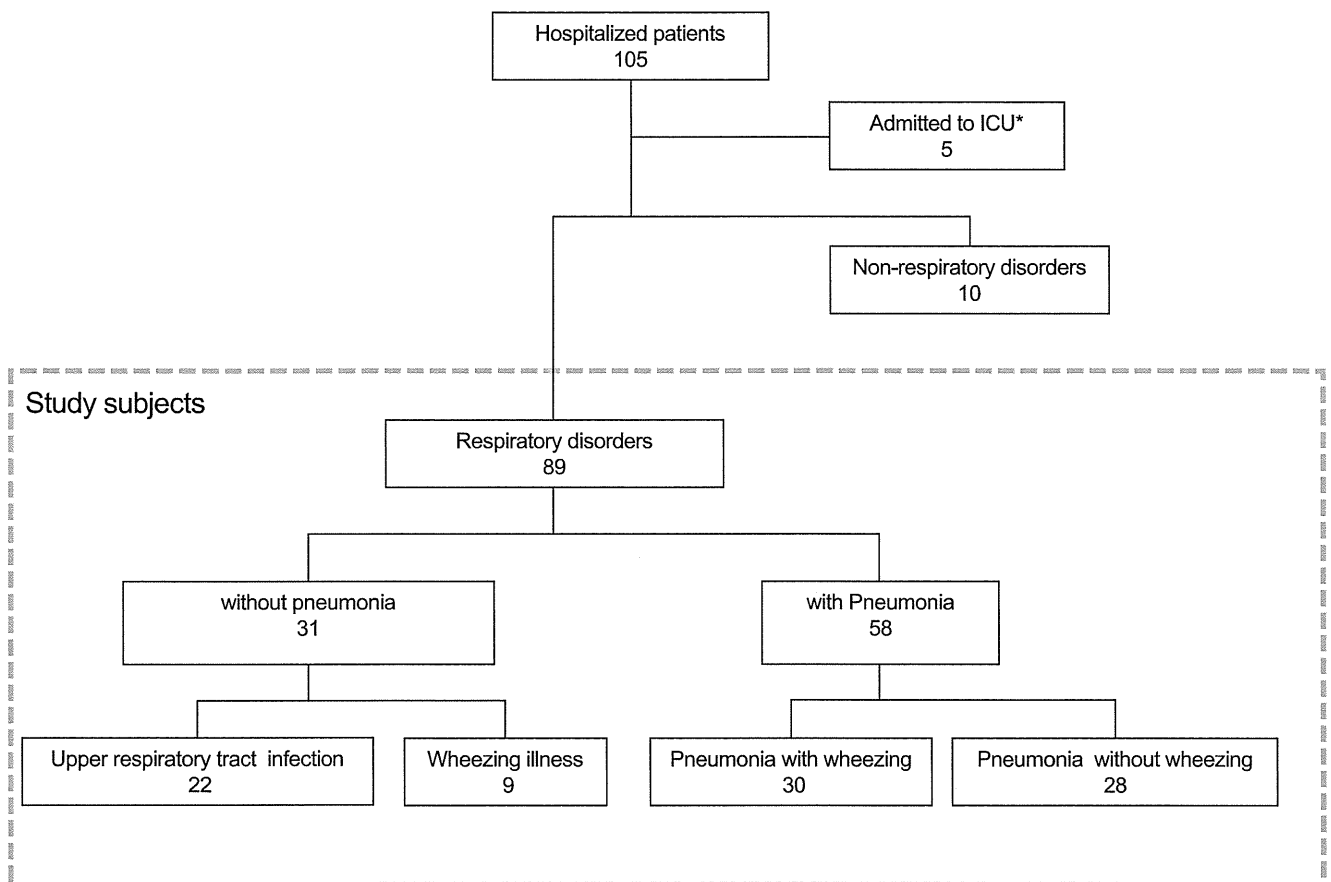 Hospitalized patients
105
Admitted to ICU*
5
Non-respiratory disorders
10
Study subjects
Respiratory disorders
89
without pneumonia
31
with Pneumonia
58
Upper respiratory tract infection
22
Wheezing illness
9
Pneumonia with wheezing
30
Pneumonia without wheezing
28